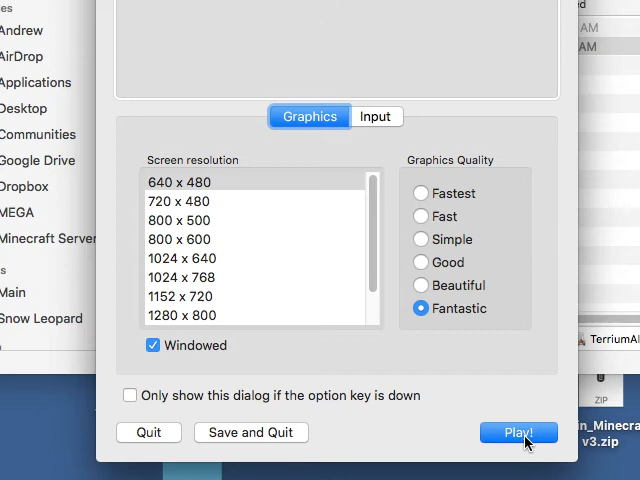 Andrew
AirDrop
Applications
Desktop
Communities
Google Drive
Dropbox
MEGA
Minecraft Server
Main
Snow Leopard
Graphics
Input
Screen resolution
640 x 480
720 x 480
800 x 500
800 x 600
1024 x 640
1024 x 768
1152 x 720
1280 x 800
Windowed
Graphics Quality
Fastest
Fast
Simple
Good
Beautiful
Fantastic
Only show this dialog if the option key is down
Quit
Save and Quit
Play!
AM
AM
TerriumAl
ZIP
in_Minecra
v3.zip